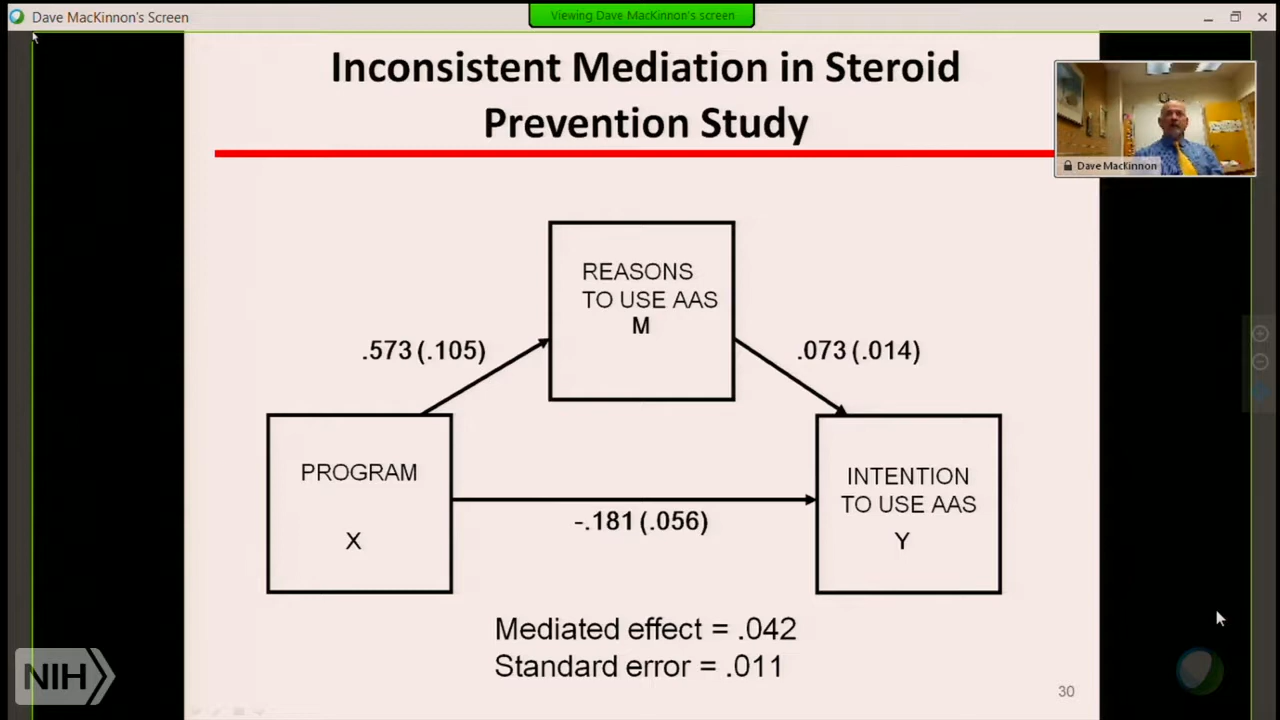 Dave MacKinnon's Screen
Viewing Dave MacKinnon's screen
Inconsistent Mediation in Steroid
Prevention Study
Dave MacKinnon
REASONS
TO USE AAS
M
.573 (.105)
.073 (.014)
PROGRAM
X
-.181 (.056)
INTENTION
TO USE AAS
Y
Mediated effect = .042
Standard error = .011
NIH
30